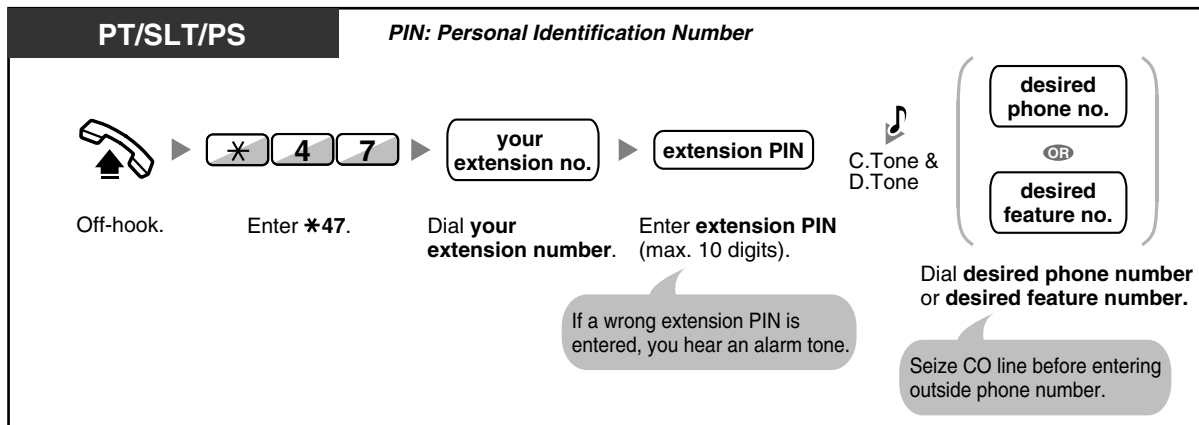 PT/SLT/PS
PIN: Personal Identification Number
✳ 4 7
your
extension no.
extension PIN
C.Tone &
D.Tone
desired
phone no.
OR
desired
feature no.
Off-hook.
Enter ✳47.
Dial your
extension number.
Enter extension PIN
(max. 10 digits).
Dial desired phone number
or desired feature number.
If a wrong extension PIN is
entered, you hear an alarm tone.
Seize CO line before entering
outside phone number.